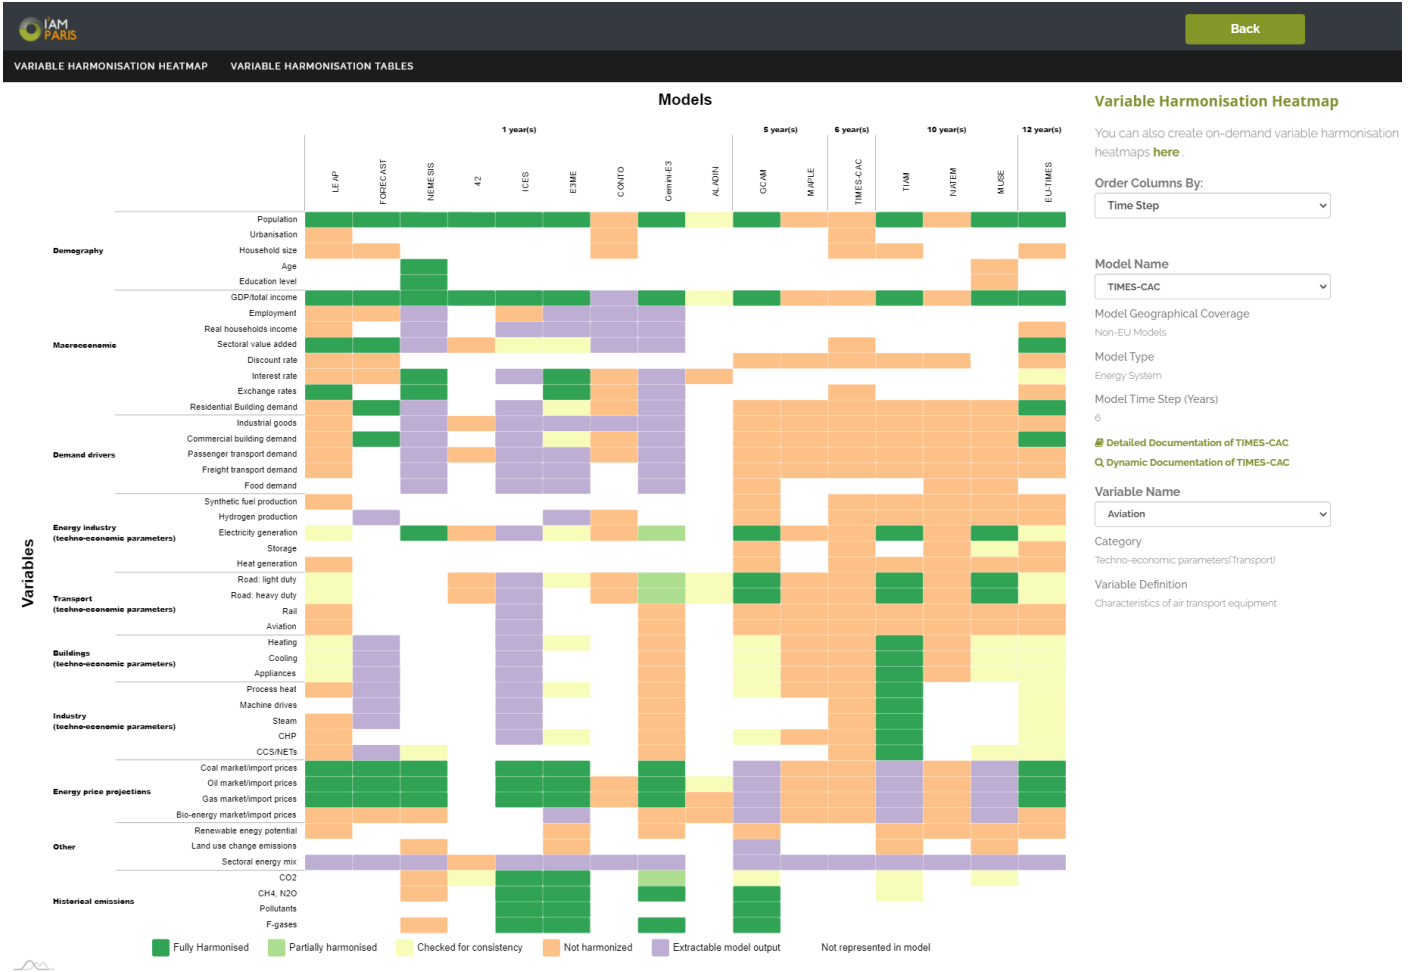 I'AM
PARIS
Back
VARIABLE HARMONISATION HEATMAP VARIABLE HARMONISATION TABLES
Models
1 year(s) 5 year(s) 6 year(s) 10 year(s) 12 year(s)
LEAP FORECAST NEMESIS 42 ICES E3ME CONTO Gemini-E3 ALADIN GCAM MAPLE TIMES-CAC TIAM NATEM MUSE EU-TIMES
Variables
Demography
Population
Urbanisation
Household size
Age
Education level
Macroeconomic
GDP/total income
Employment
Real households income
Sectoral value added
Discount rate
Interest rate
Exchange rates
Demand drivers
Residential Building demand
Industrial goods
Commercial building demand
Passenger transport demand
Freight transport demand
Food demand
Energy industry
(techno-economic parameters)
Synthetic fuel production
Hydrogen production
Electricity generation
Storage
Heat generation
Transport
(techno-economic parameters)
Road: light duty
Road: heavy duty
Rail
Aviation
Buildings
(techno-economic parameters)
Heating
Cooling
Appliances
Industry
(techno-economic parameters)
Process heat
Machine drives
Steam
CHP
CCS/NETs
Energy price projections
Coal market/import prices
Oil market/import prices
Gas market/import prices
Bio-energy market/import prices
Other
Renewable enegy potential
Land use change emissions
Sectoral energy mix
Historical emissions
CO2
CH4, N2O
Pollutants
F-gases
Fully Harmonised Partially harmonised Checked for consistency Not harmonized Extractable model output Not represented in model
Variable Harmonisation Heatmap
You can also create on-demand variable harmonisation
heatmaps here .
Order Columns By:
Time Step
Model Name
TIMES-CAC
Model Geographical Coverage
Non-EU Models
Model Type
Energy System
Model Time Step (Years)
6
Detailed Documentation of TIMES-CAC
Dynamic Documentation of TIMES-CAC
Variable Name
Aviation
Category
Techno-economic parameters(Transport)
Variable Definition
Characteristics of air transport equipment